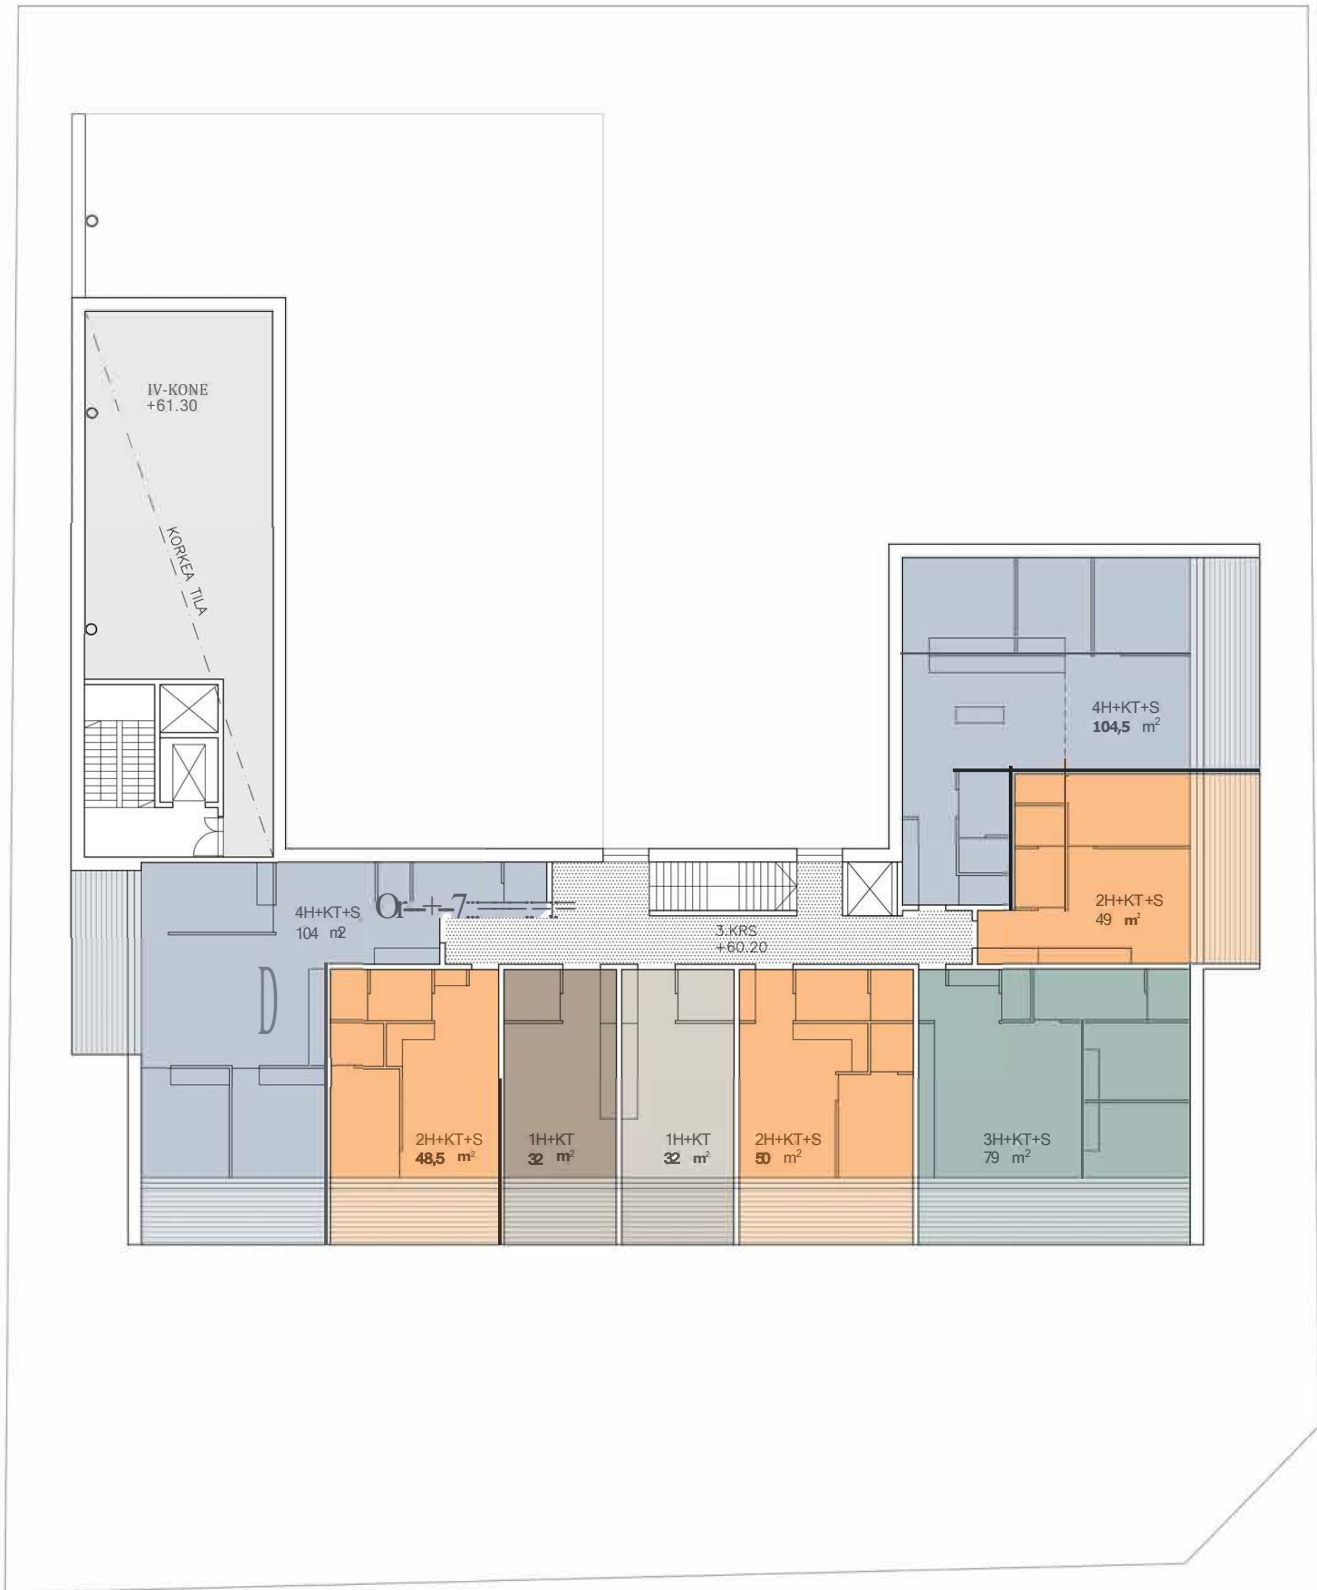 IV-KONE
+61.30
KORKEA TILA
4H+KT+S
104,5 m²
2H+KT+S
49 m²
4H+KT+S
104 m2
Or-+-7
3.KRS
+60.20
D
2H+KT+S
48,5 m²
1H+KT
32 m²
1H+KT
32 m²
2H+KT+S
50 m²
3H+KT+S
79 m²